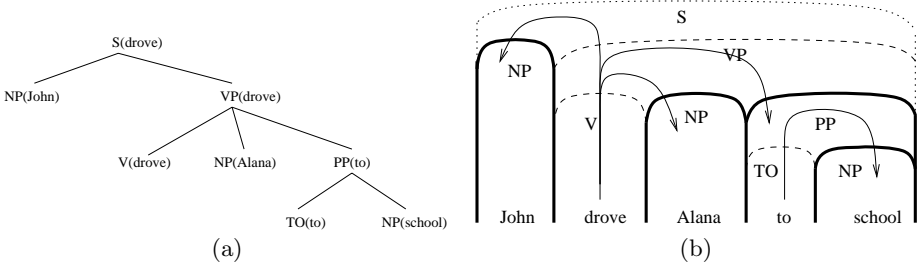 S(drove)
NP(John)
VP(drove)
V(drove)
NP(Alana)
PP(to)
TO(to)
NP(school)
(a)
S
VP
NP
NP
V
PP
TO
NP
John drove Alana to school
(b)